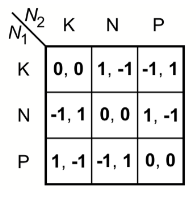 N2
N1 K N P
K 0, 0 1, -1 -1, 1
N -1, 1 0, 0 1, -1
P 1, -1 -1, 1 0, 0